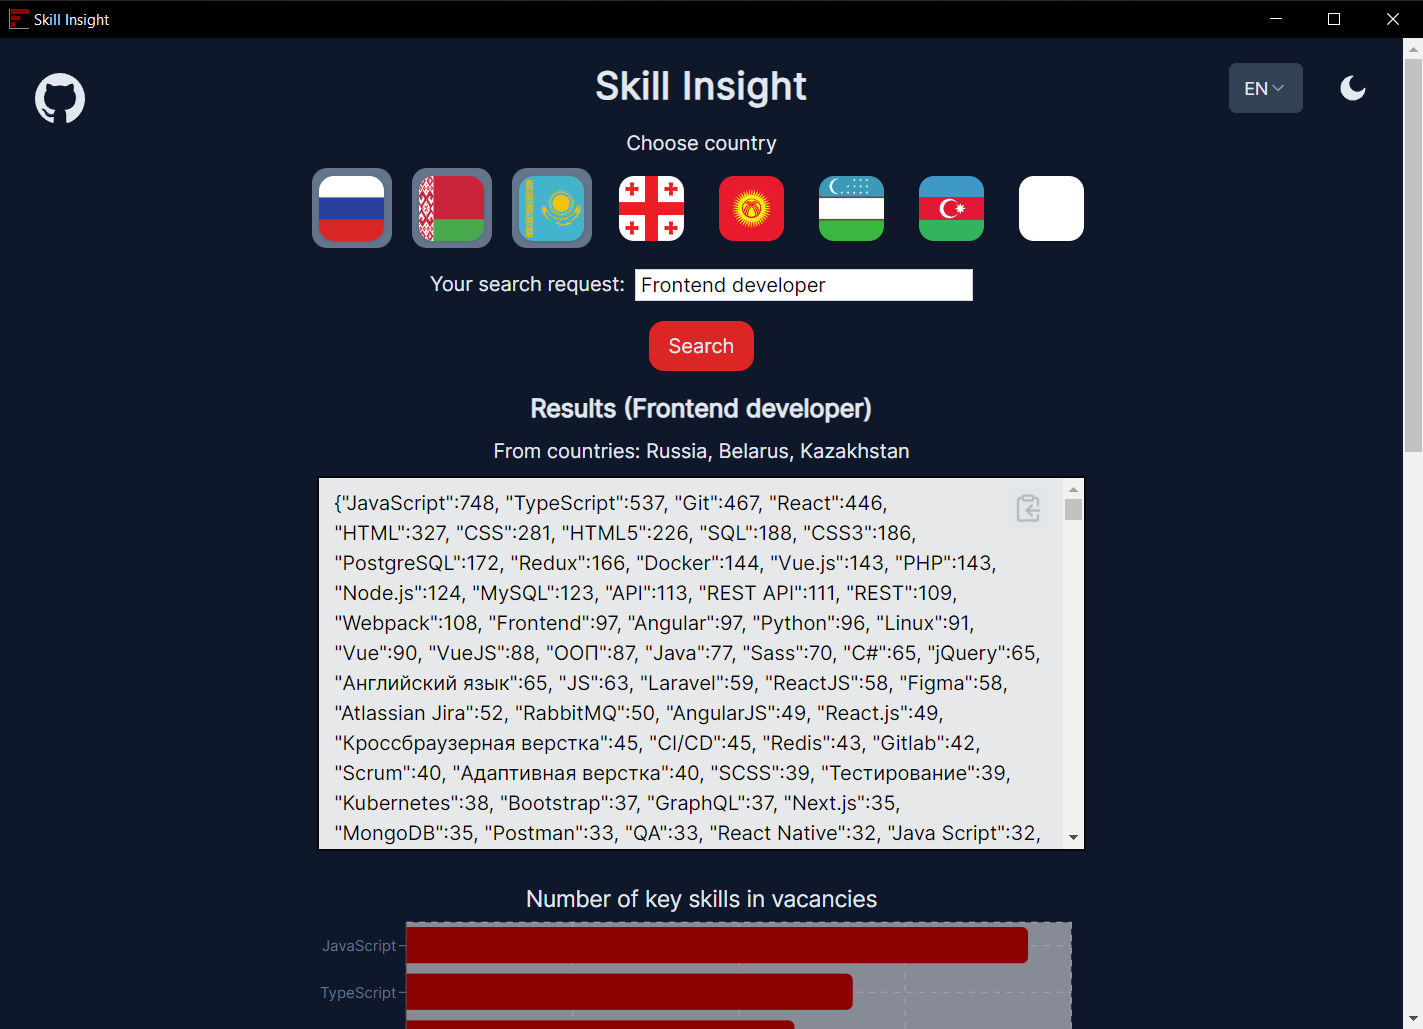 Skill Insight
Skill Insight
EN
Choose country
Your search request: Frontend developer
Search
Results (Frontend developer)
From countries: Russia, Belarus, Kazakhstan
{"JavaScript":748, "TypeScript":537, "Git":467, "React":446,
"HTML":327, "CSS":281, "HTML5":226, "SQL":188, "CSS3":186,
"PostgreSQL":172, "Redux":166, "Docker":144, "Vue.js":143, "PHP":143,
"Node.js":124, "MySQL":123, "API":113, "REST API":111, "REST":109,
"Webpack":108, "Frontend":97, "Angular":97, "Python":96, "Linux":91,
"Vue":90, "VueJS":88, "ООП":87, "Java":77, "Sass":70, "C#":65, "jQuery":65,
"Английский язык":65, "JS":63, "Laravel":59, "ReactJS":58, "Figma":58,
"Atlassian Jira":52, "RabbitMQ":50, "AngularJS":49, "React.js":49,
"Кроссбраузерная верстка":45, "CI/CD":45, "Redis":43, "Gitlab":42,
"Scrum":40, "Адаптивная верстка":40, "SCSS":39, "Тестирование":39,
"Kubernetes":38, "Bootstrap":37, "GraphQL":37, "Next.js":35,
"MongoDB":35, "Postman":33, "QA":33, "React Native":32, "Java Script":32,
Number of key skills in vacancies
JavaScript
TypeScript